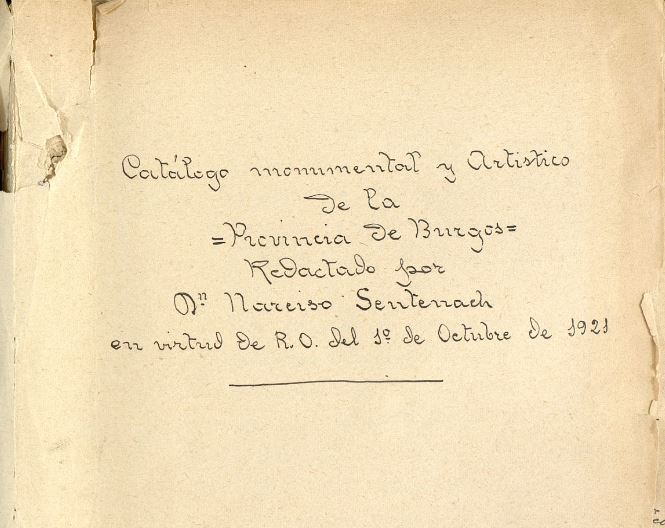 Catálogo monumental y Artistico
de la
=Provincia de Burgos=
Redactado por
Dⁿ Narciso Sentenach
en virtud de R.O. del 1º de Octubre de 1921